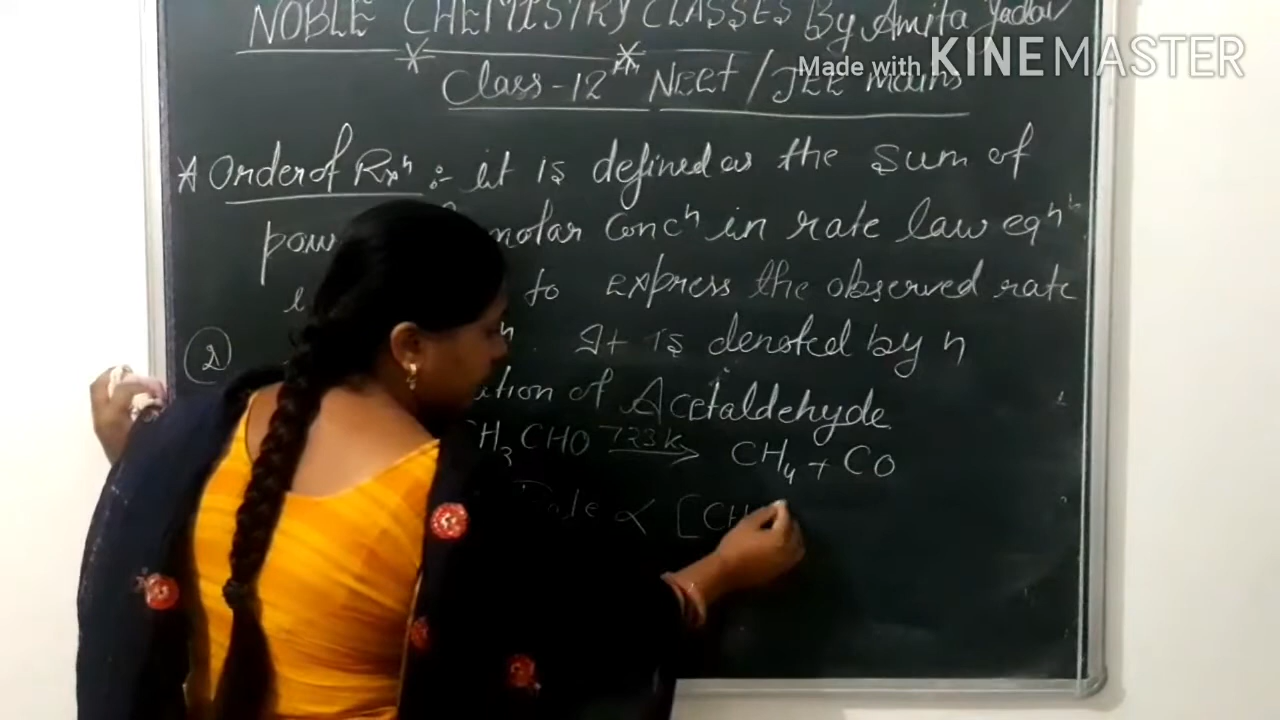 NOBLE CHEMISTRY CLASSES By Amita Yadav
Made with KINEMASTER
Class-12th NEET / JEE mains
* Order of Rxⁿ :- it is defined as the sum of
molar Concⁿ in rate law eqⁿ
to express the observed rate
It is denoted by n
②
of Acetaldehyde
CH₃CHO 723K → CH₄ + CO
Rate ∝ [CH